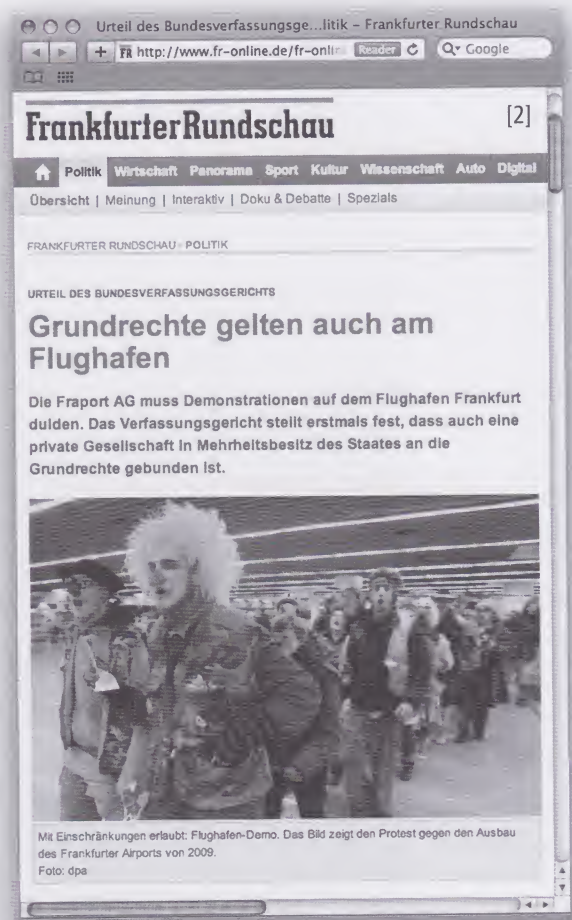 Urteil des Bundesverfassungsge...litik – Frankfurter Rundschau
+ FR http://www.fr-online.de/fr-onlin Reader Google
FrankfurterRundschau
[2]
Politik Wirtschaft Panorama Sport Kultur Wissenschaft Auto Digital
Übersicht | Meinung | Interaktiv | Doku & Debatte | Spezials
FRANKFURTER RUNDSCHAU › POLITIK
URTEIL DES BUNDESVERFASSUNGSGERICHTS
Grundrechte gelten auch am
Flughafen
Die Fraport AG muss Demonstrationen auf dem Flughafen Frankfurt
dulden. Das Verfassungsgericht stellt erstmals fest, dass auch eine
private Gesellschaft in Mehrheitsbesitz des Staates an die
Grundrechte gebunden ist.
Mit Einschränkungen erlaubt: Flughafen-Demo. Das Bild zeigt den Protest gegen den Ausbau
des Frankfurter Airports von 2009.
Foto: dpa